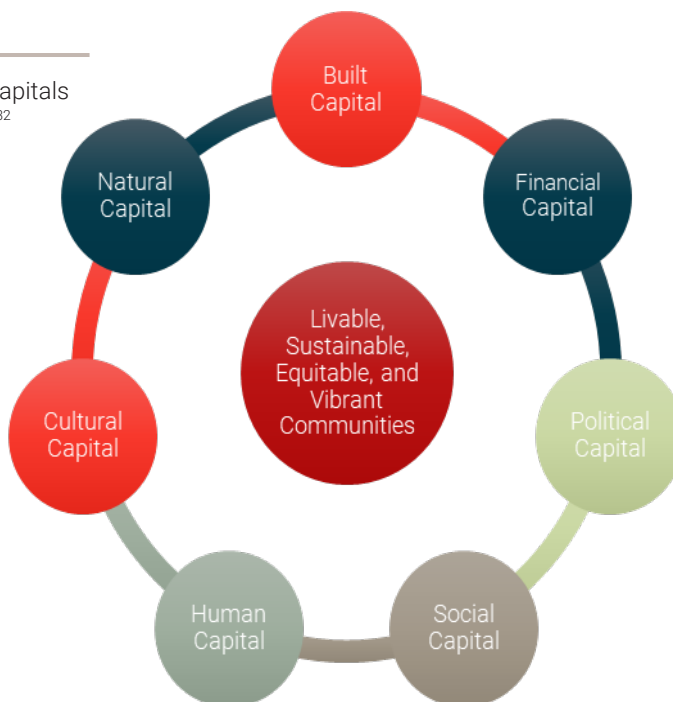 apitals
32
Built
Capital
Financial
Capital
Political
Capital
Social
Capital
Human
Capital
Cultural
Capital
Natural
Capital
Livable,
Sustainable,
Equitable, and
Vibrant
Communities